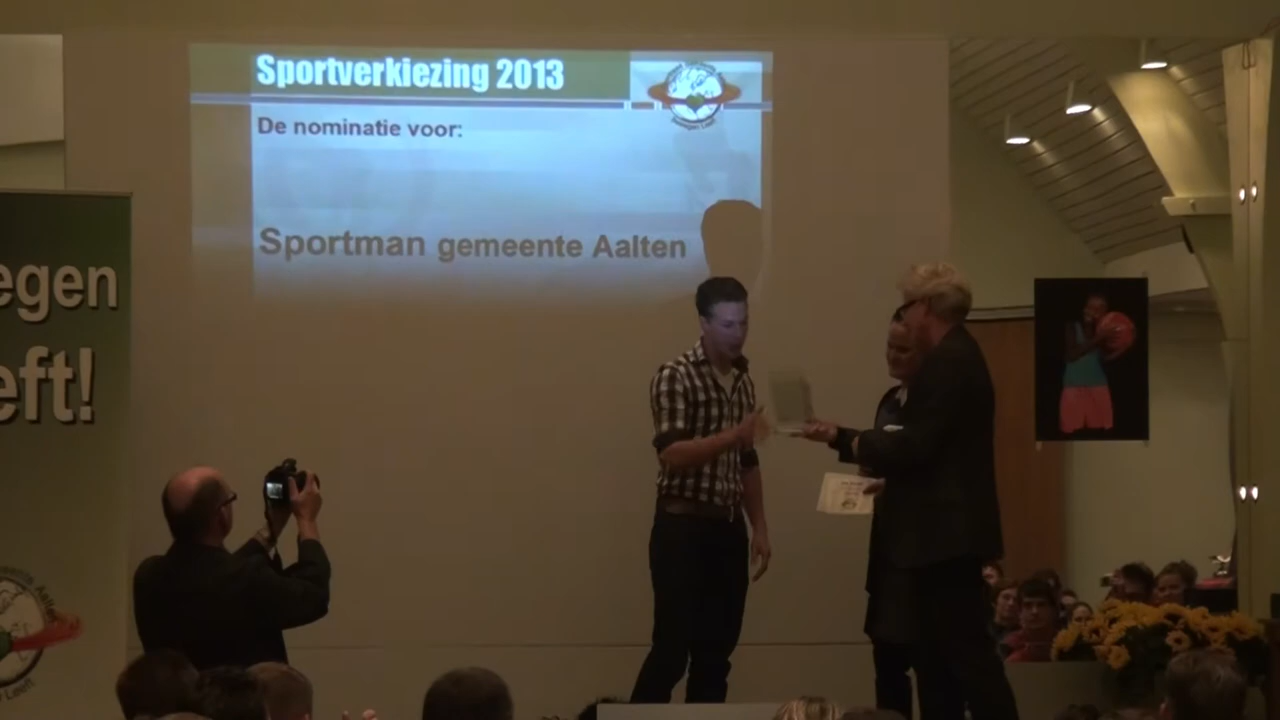 Sportverkiezing 2013
De nominatie voor:
Sportman gemeente Aalten
egen
eft!